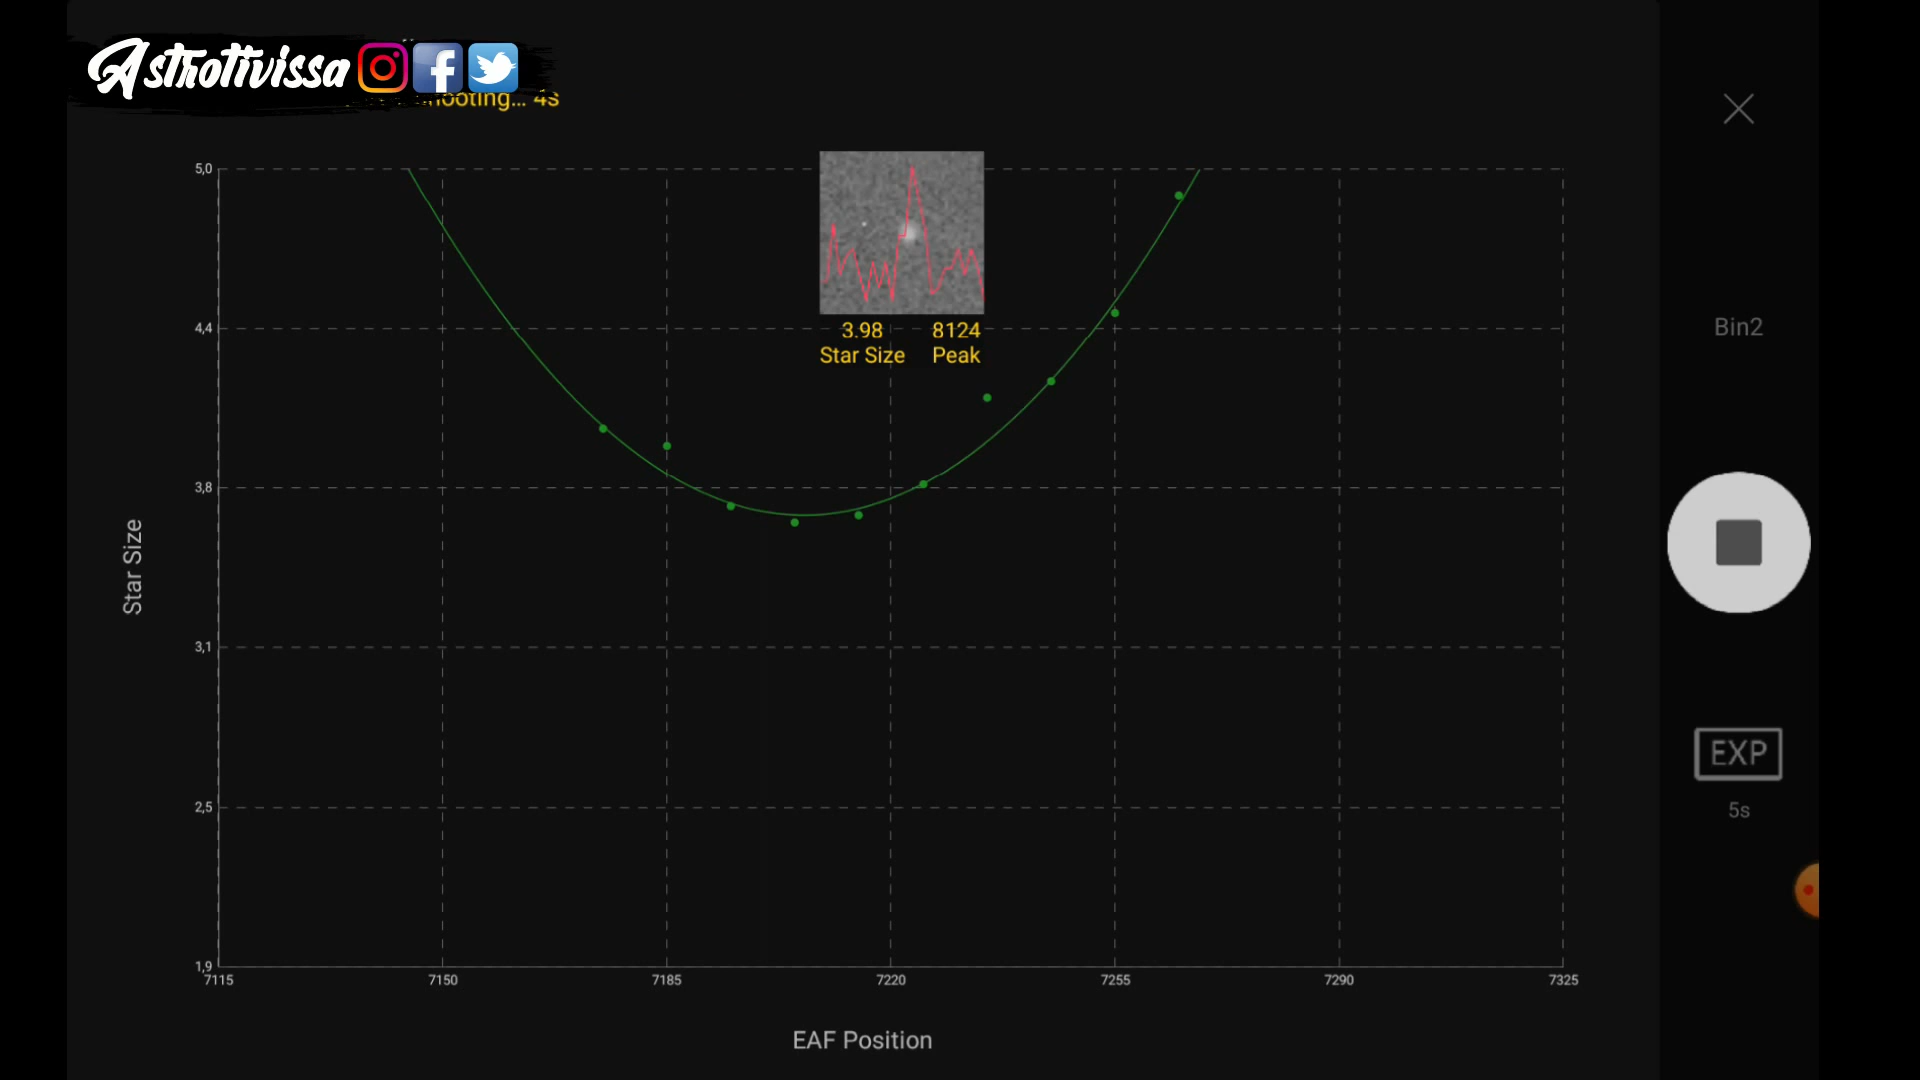 Astrotivissa
4s
5,0
4,4
3,8
3,1
2,5
1,9
3.98 8124
Star Size Peak
Star Size
7115 7150 7185 7220 7255 7290 7325
EAF Position
Bin2
EXP
5s